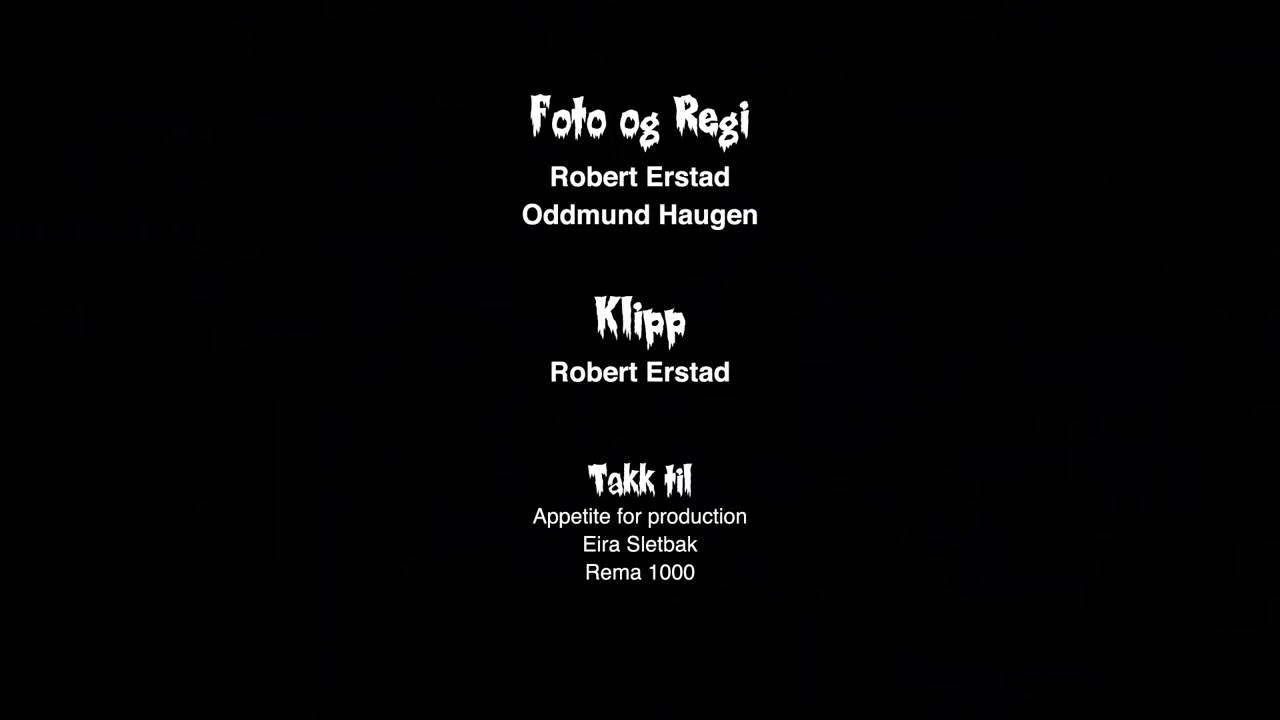 Foto og Regi
Robert Erstad
Oddmund Haugen
Klipp
Robert Erstad
Takk til
Appetite for production
Eira Sletbak
Rema 1000